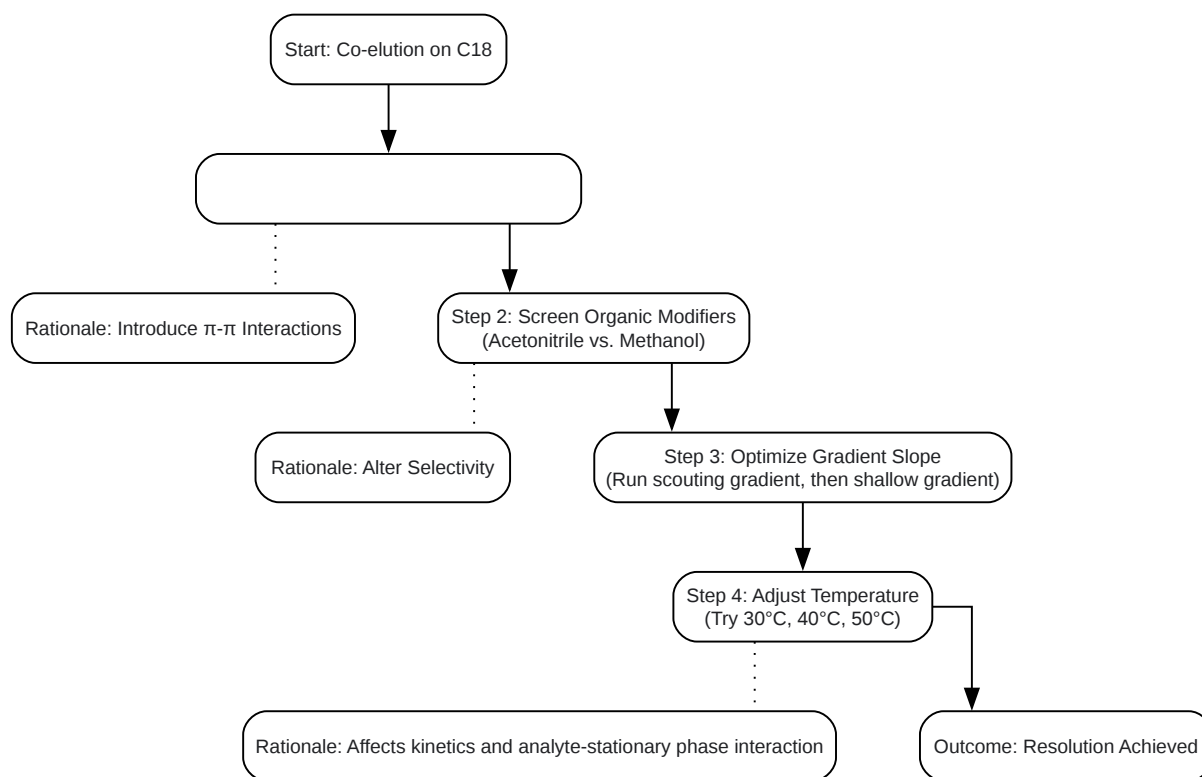 Start: Co-elution on C18
Rationale: Introduce π-π Interactions
Step 2: Screen Organic Modifiers
(Acetonitrile vs. Methanol)
Rationale: Alter Selectivity
Step 3: Optimize Gradient Slope
(Run scouting gradient, then shallow gradient)
Step 4: Adjust Temperature
(Try 30°C, 40°C, 50°C)
Rationale: Affects kinetics and analyte-stationary phase interaction
Outcome: Resolution Achieved